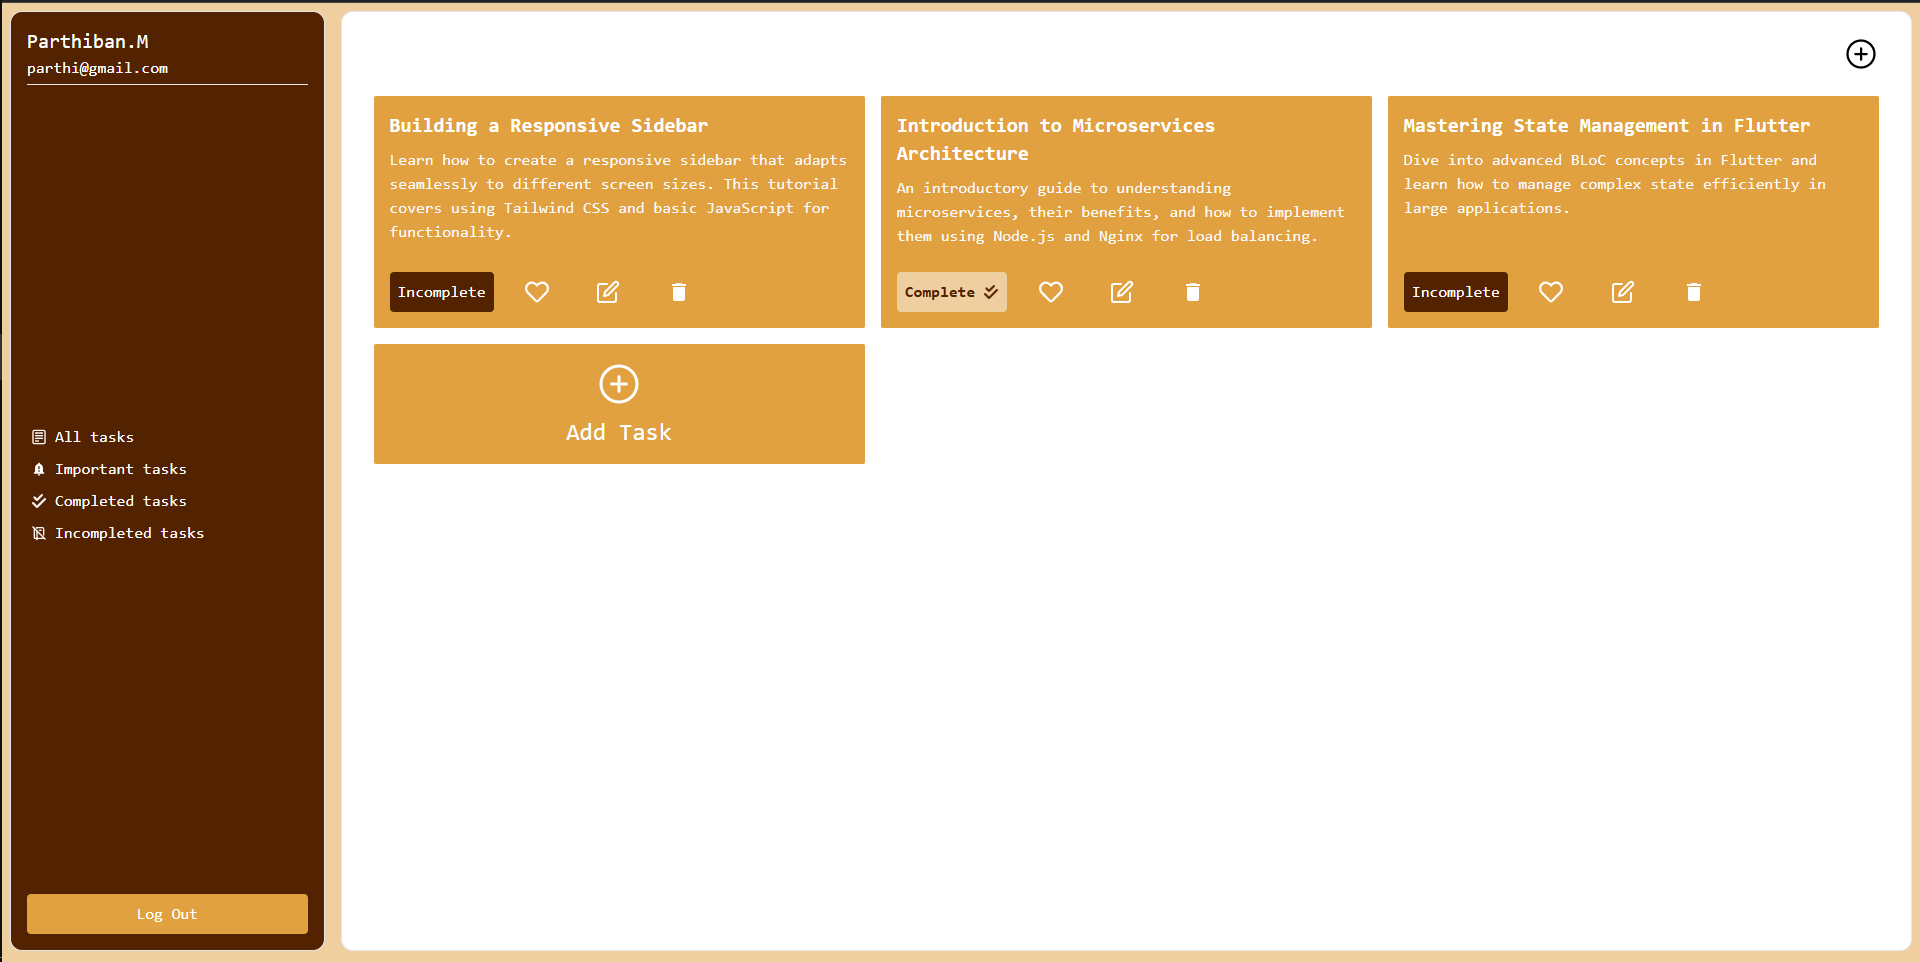 Parthiban.M
parthi@gmail.com
All tasks
Important tasks
Completed tasks
Incompleted tasks
Log Out
Building a Responsive Sidebar
Learn how to create a responsive sidebar that adapts
seamlessly to different screen sizes. This tutorial
covers using Tailwind CSS and basic JavaScript for
functionality.
Incomplete
Introduction to Microservices
Architecture
An introductory guide to understanding
microservices, their benefits, and how to implement
them using Node.js and Nginx for load balancing.
Complete
Mastering State Management in Flutter
Dive into advanced BLoC concepts in Flutter and
learn how to manage complex state efficiently in
large applications.
Incomplete
Add Task